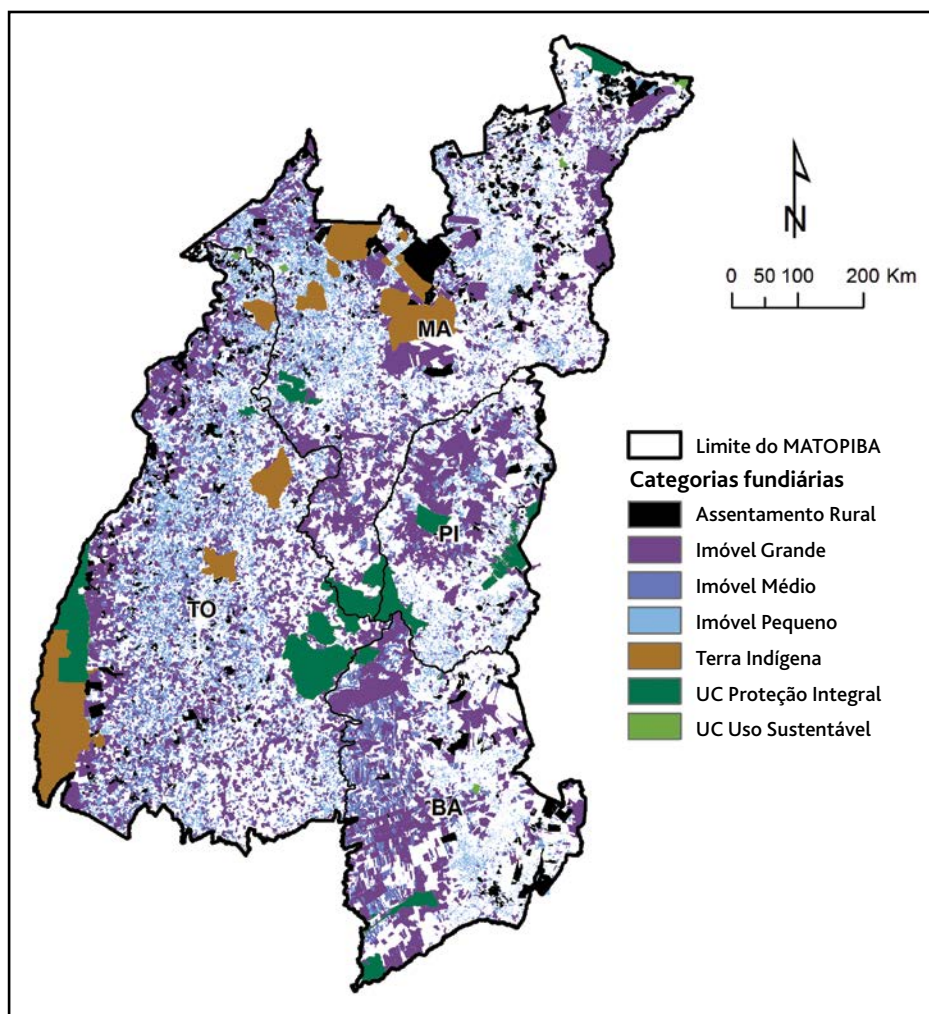 N
0 50 100 200 Km
MA
PI
TO
BA
Limite do MATOPIBA
Categorias fundiárias
Assentamento Rural
Imóvel Grande
Imóvel Médio
Imóvel Pequeno
Terra Indígena
UC Proteção Integral
UC Uso Sustentável